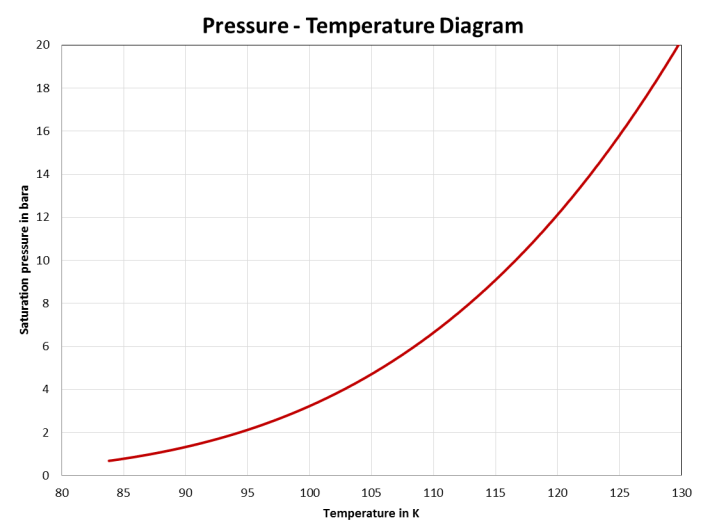 Pressure - Temperature Diagram
20
18
16
14
12
10
8
6
4
2
0
Saturation pressure in bara
80 85 90 95 100 105 110 115 120 125 130
Temperature in K